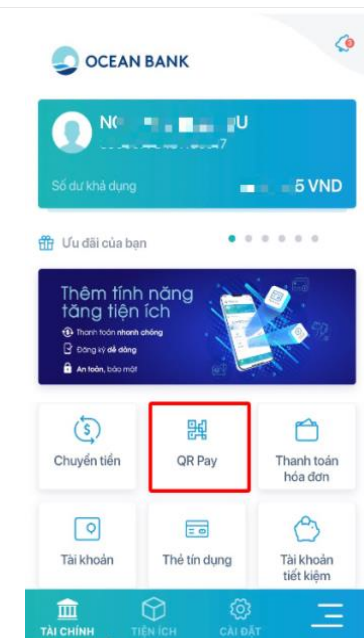 OCEAN BANK
8
Số dư khả dụng
5 VND
Ưu đãi của bạn
Thêm tính năng
tăng tiện ích
Thanh toán nhanh chóng
Đăng ký dễ dàng
An toàn, bảo mật
Chuyển tiền
QR Pay
Thanh toán
hóa đơn
Tài khoản
Thẻ tín dụng
Tài khoản
tiết kiệm
TÀI CHÍNH
TIỆN ÍCH
CÀI ĐẶT